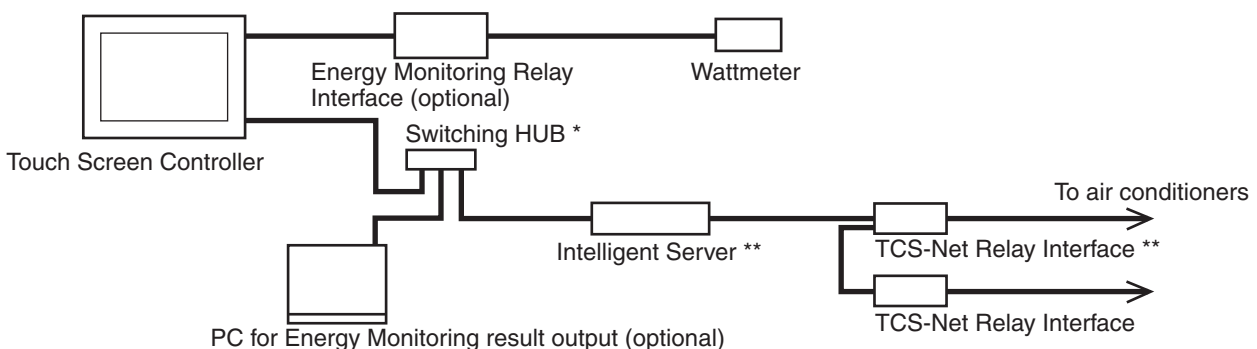 Energy Monitoring Relay
Interface (optional)
Wattmeter
Switching HUB *
Touch Screen Controller
To air conditioners
Intelligent Server **
TCS-Net Relay Interface **
TCS-Net Relay Interface
PC for Energy Monitoring result output (optional)